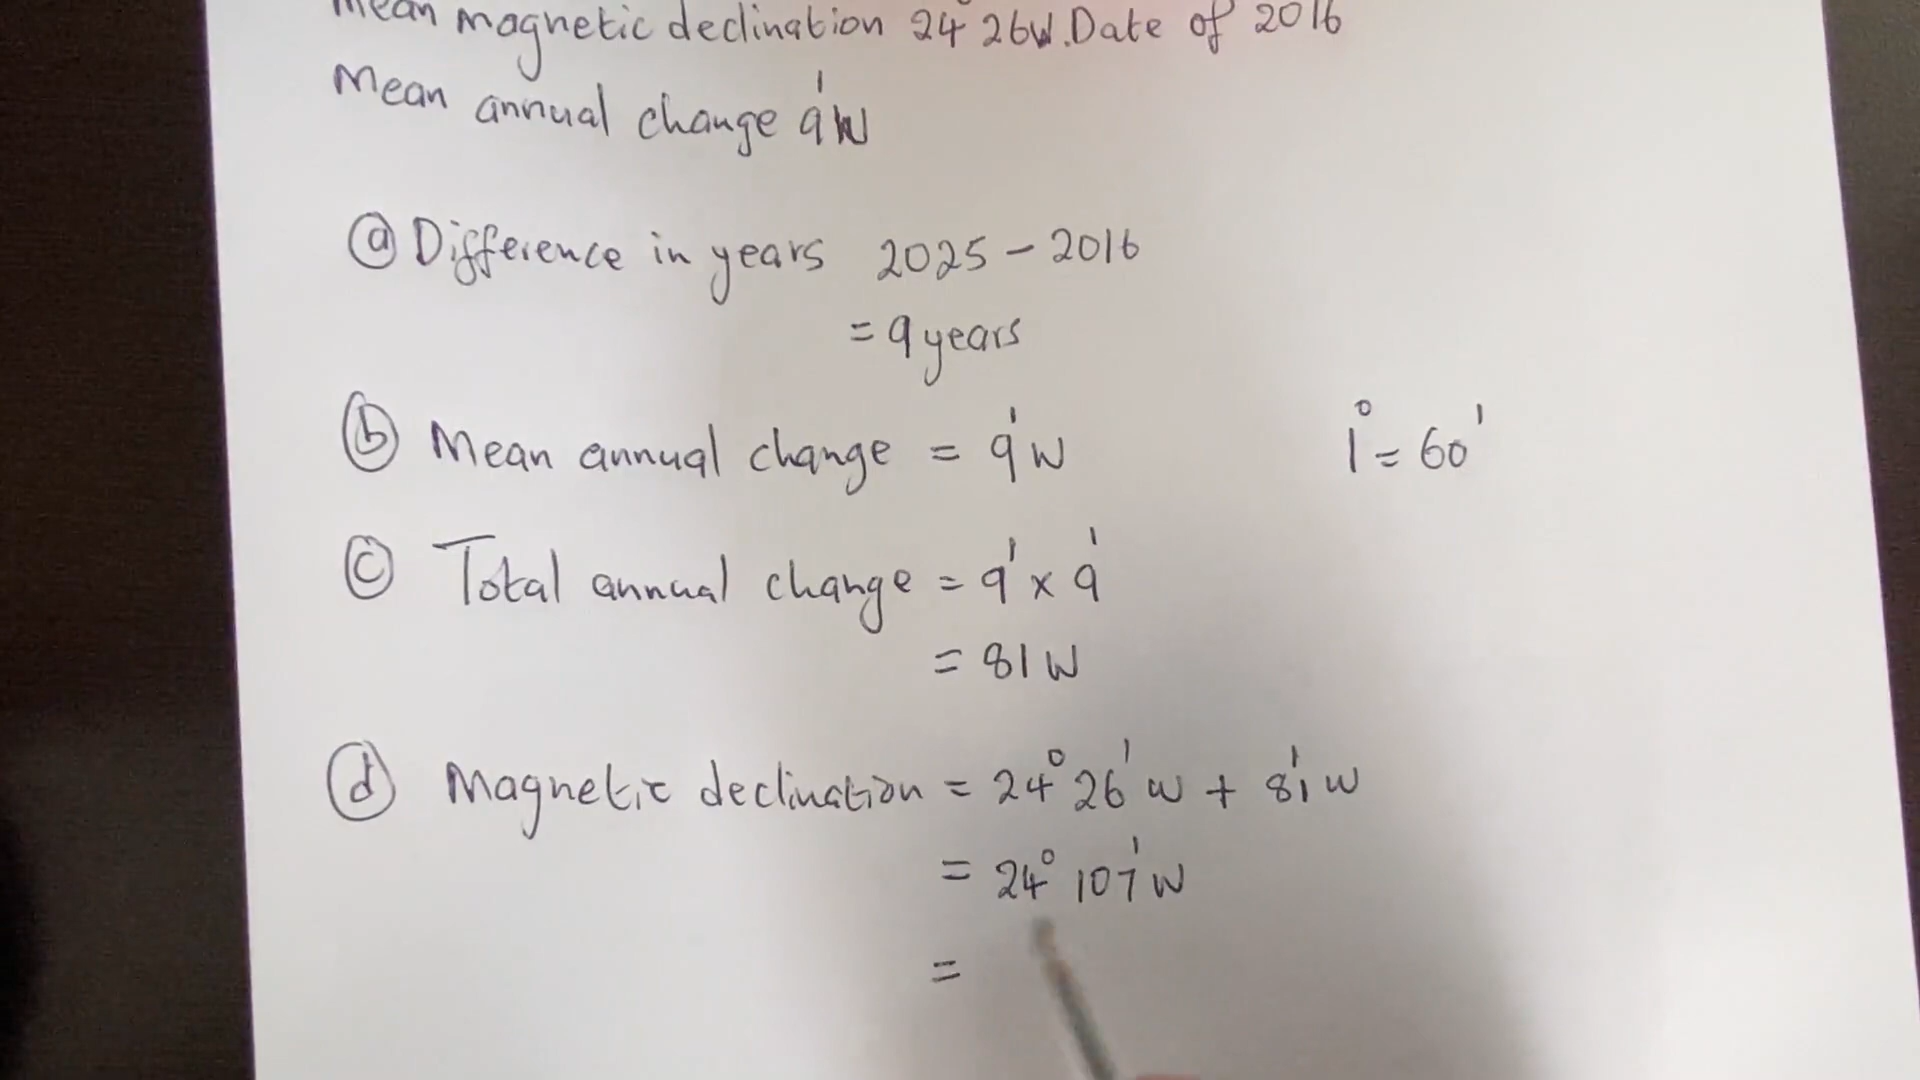 Mean magnetic declination 24° 26W. Date of 2016
Mean annual change 9'W
(a) Difference in years 2025 - 2016
= 9 years
(b) Mean annual change = 9'W
1° = 60'
(c) Total annual change = 9' x 9'
= 81 W
(d) Magnetic declination = 24° 26' W + 81' W
= 24° 107' W
=